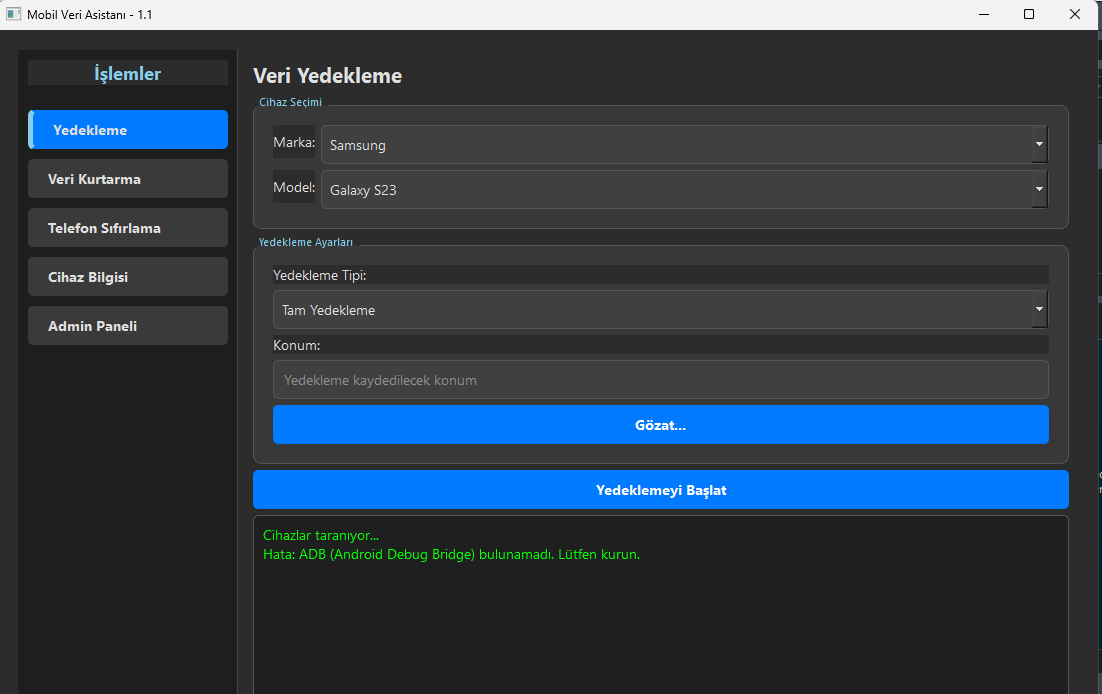 Mobil Veri Asistanı - 1.1
İşlemler
Yedekleme
Veri Kurtarma
Telefon Sıfırlama
Cihaz Bilgisi
Admin Paneli
Veri Yedekleme
Cihaz Seçimi
Marka: Samsung
Model: Galaxy S23
Yedekleme Ayarları
Yedekleme Tipi:
Tam Yedekleme
Konum:
Yedekleme kaydedilecek konum
Gözat...
Yedeklemeyi Başlat
Cihazlar taranıyor...
Hata: ADB (Android Debug Bridge) bulunamadı. Lütfen kurun.